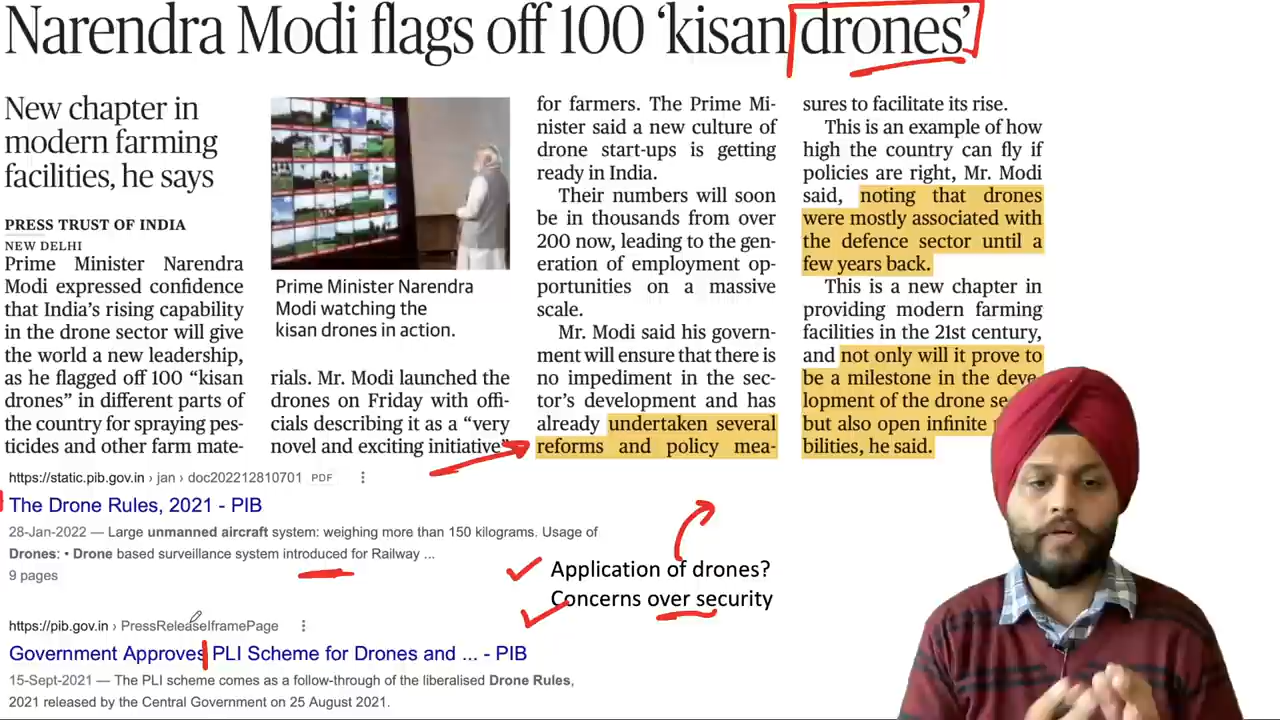 Narendra Modi flags off 100 ‘kisan drones’
New chapter in
modern farming
facilities, he says
PRESS TRUST OF INDIA
NEW DELHI
Prime Minister Narendra
Modi expressed confidence
that India’s rising capability
in the drone sector will give
the world a new leadership,
as he flagged off 100 “kisan
drones” in different parts of
the country for spraying pes-
ticides and other farm mate-
Prime Minister Narendra
Modi watching the
kisan drones in action.
rials. Mr. Modi launched the
drones on Friday with offi-
cials describing it as a “very
novel and exciting initiative”
for farmers. The Prime Mi-
nister said a new culture of
drone start-ups is getting
ready in India.
Their numbers will soon
be in thousands from over
200 now, leading to the gen-
eration of employment op-
portunities on a massive
scale.
Mr. Modi said his govern-
ment will ensure that there is
no impediment in the sec-
tor’s development and has
already undertaken several
reforms and policy mea-
sures to facilitate its rise.
This is an example of how
high the country can fly if
policies are right, Mr. Modi
said, noting that drones
were mostly associated with
the defence sector until a
few years back.
This is a new chapter in
providing modern farming
facilities in the 21st century,
and not only will it prove to
be a milestone in the deve-
lopment of the drone se
but also open infinite
bilities, he said.
https://static.pib.gov.in › jan › doc202212810701 PDF
The Drone Rules, 2021 - PIB
28-Jan-2022 — Large unmanned aircraft system: weighing more than 150 kilograms. Usage of
Drones: • Drone based surveillance system introduced for Railway ...
9 pages
Application of drones?
Concerns over security
https://pib.gov.in › PressReleaseIframePage
Government Approves PLI Scheme for Drones and ... - PIB
15-Sept-2021 — The PLI scheme comes as a follow-through of the liberalised Drone Rules,
2021 released by the Central Government on 25 August 2021.